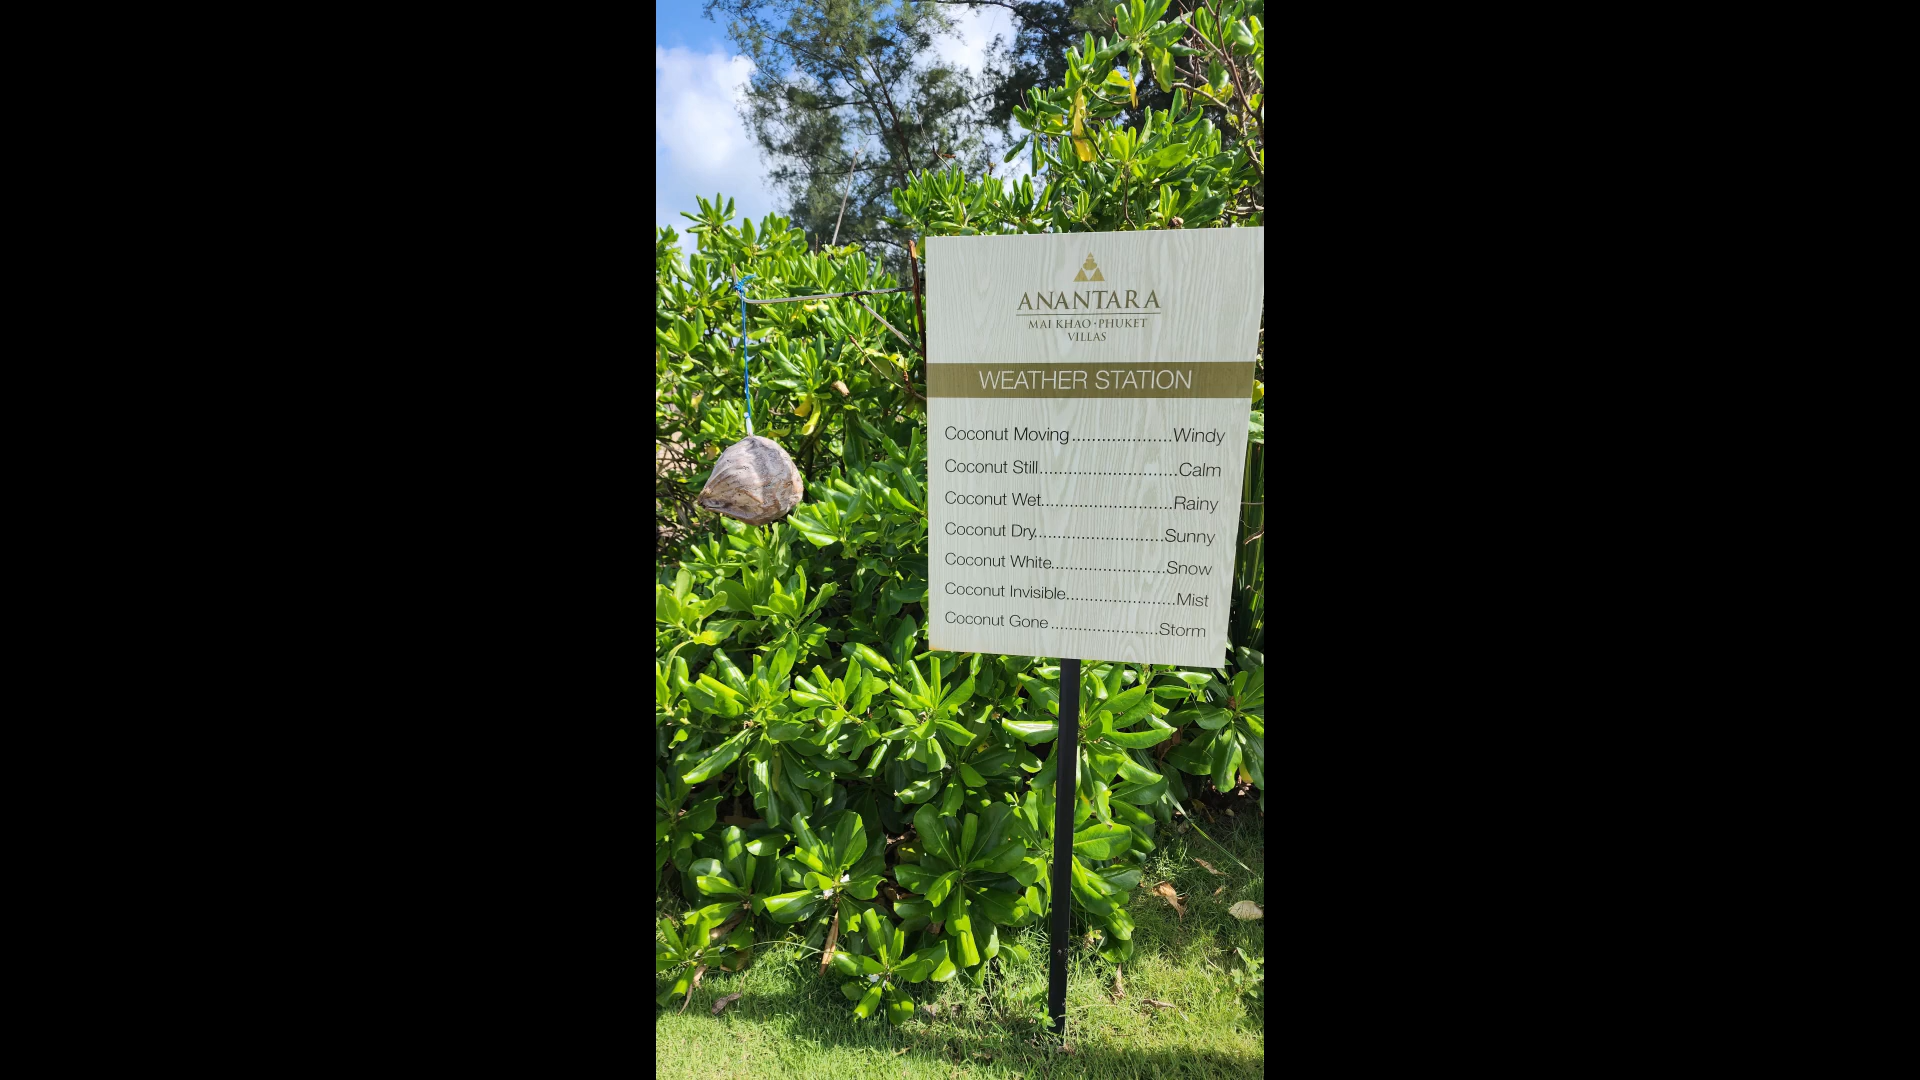 ANANTARA
MAI KHAO · PHUKET
VILLAS
WEATHER STATION
Coconut Moving....................Windy
Coconut Still............................Calm
Coconut Wet..........................Rainy
Coconut Dry..........................Sunny
Coconut White.......................Snow
Coconut Invisible......................Mist
Coconut Gone......................Storm